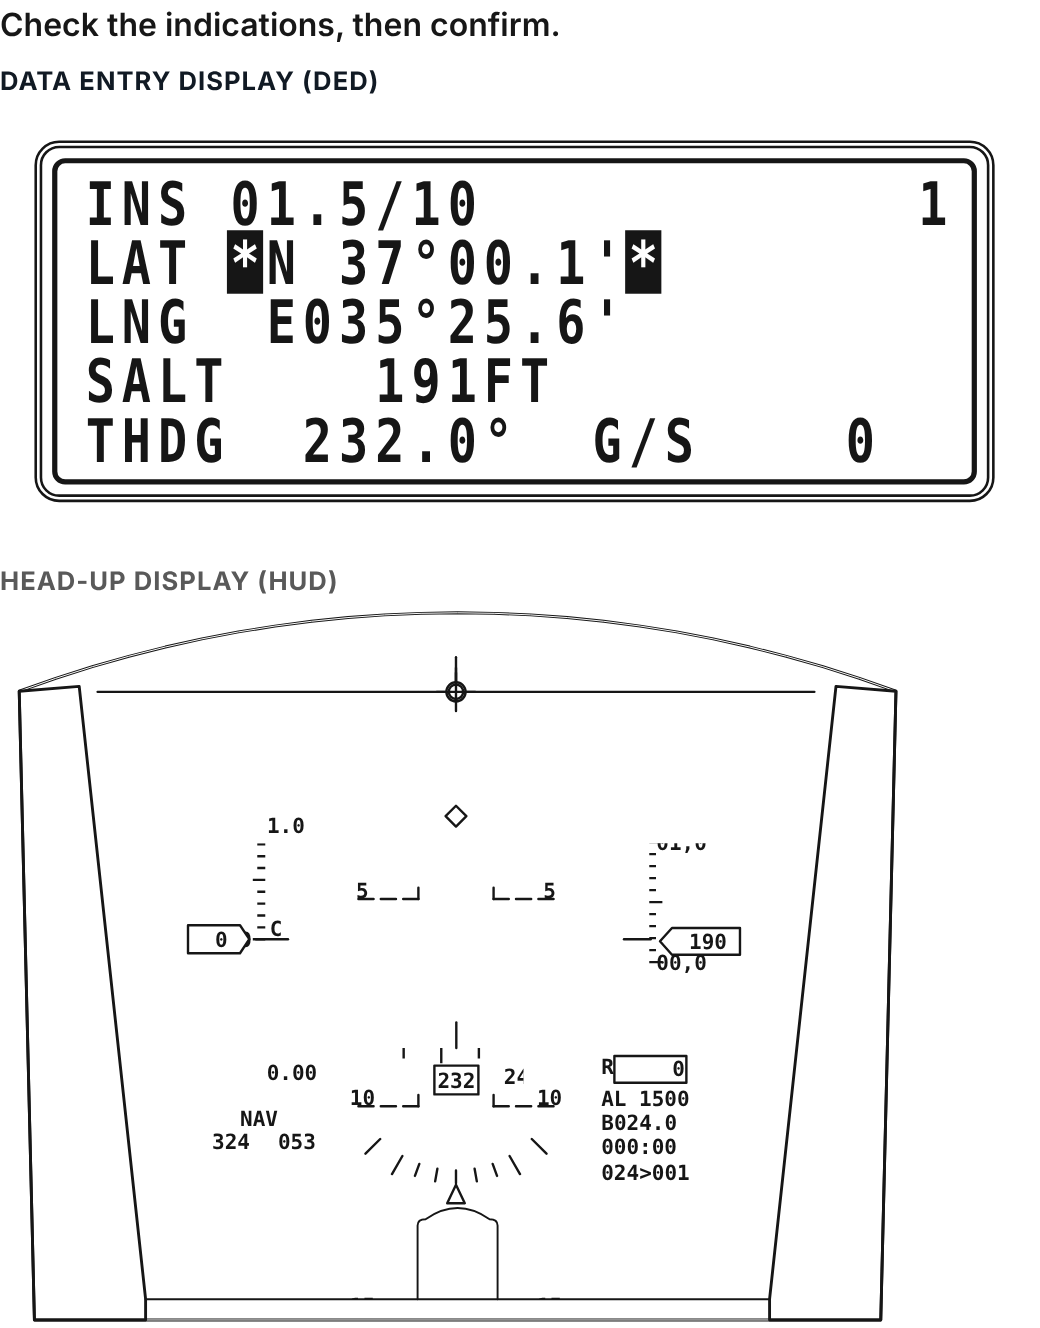 Check the indications, then confirm.
DATA ENTRY DISPLAY (DED)
INS 01.5/10 1
LAT *N 37°00.1'*
LNG E035°25.6'
SALT 191FT
THDG 232.0° G/S 0
HEAD-UP DISPLAY (HUD)
1.0
01,0
5 5
C
0 190
00,0
0.00 232 24 R 0
10 10 AL 1500
NAV B024.0
324 053 000:00
024>001